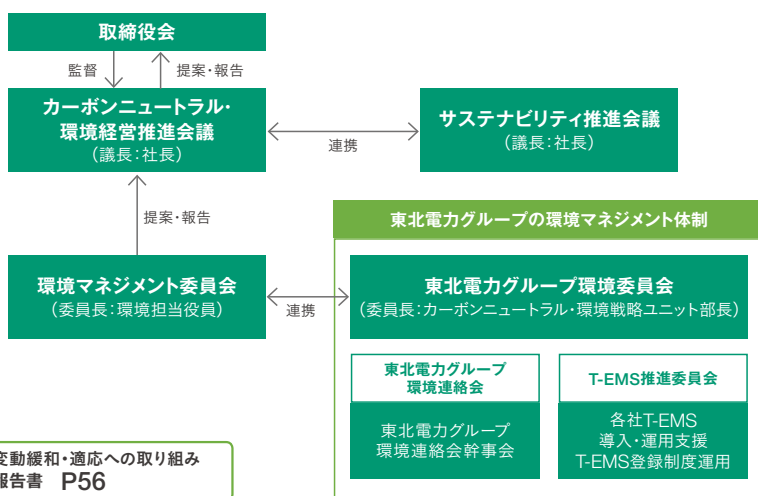 取締役会
監督
提案・報告
カーボンニュートラル・
環境経営推進会議
（議長：社長）
連携
サステナビリティ推進会議
（議長：社長）
提案・報告
東北電力グループの環境マネジメント体制
環境マネジメント委員会
（委員長：環境担当役員）
連携
東北電力グループ環境委員会
（委員長：カーボンニュートラル・環境戦略ユニット部長）
東北電力グループ
環境連絡会
東北電力グループ
環境連絡会幹事会
T-EMS推進委員会
各社T-EMS
導入・運用支援
T-EMS登録制度運用
変動緩和・適応への取り組み
報告書 P56